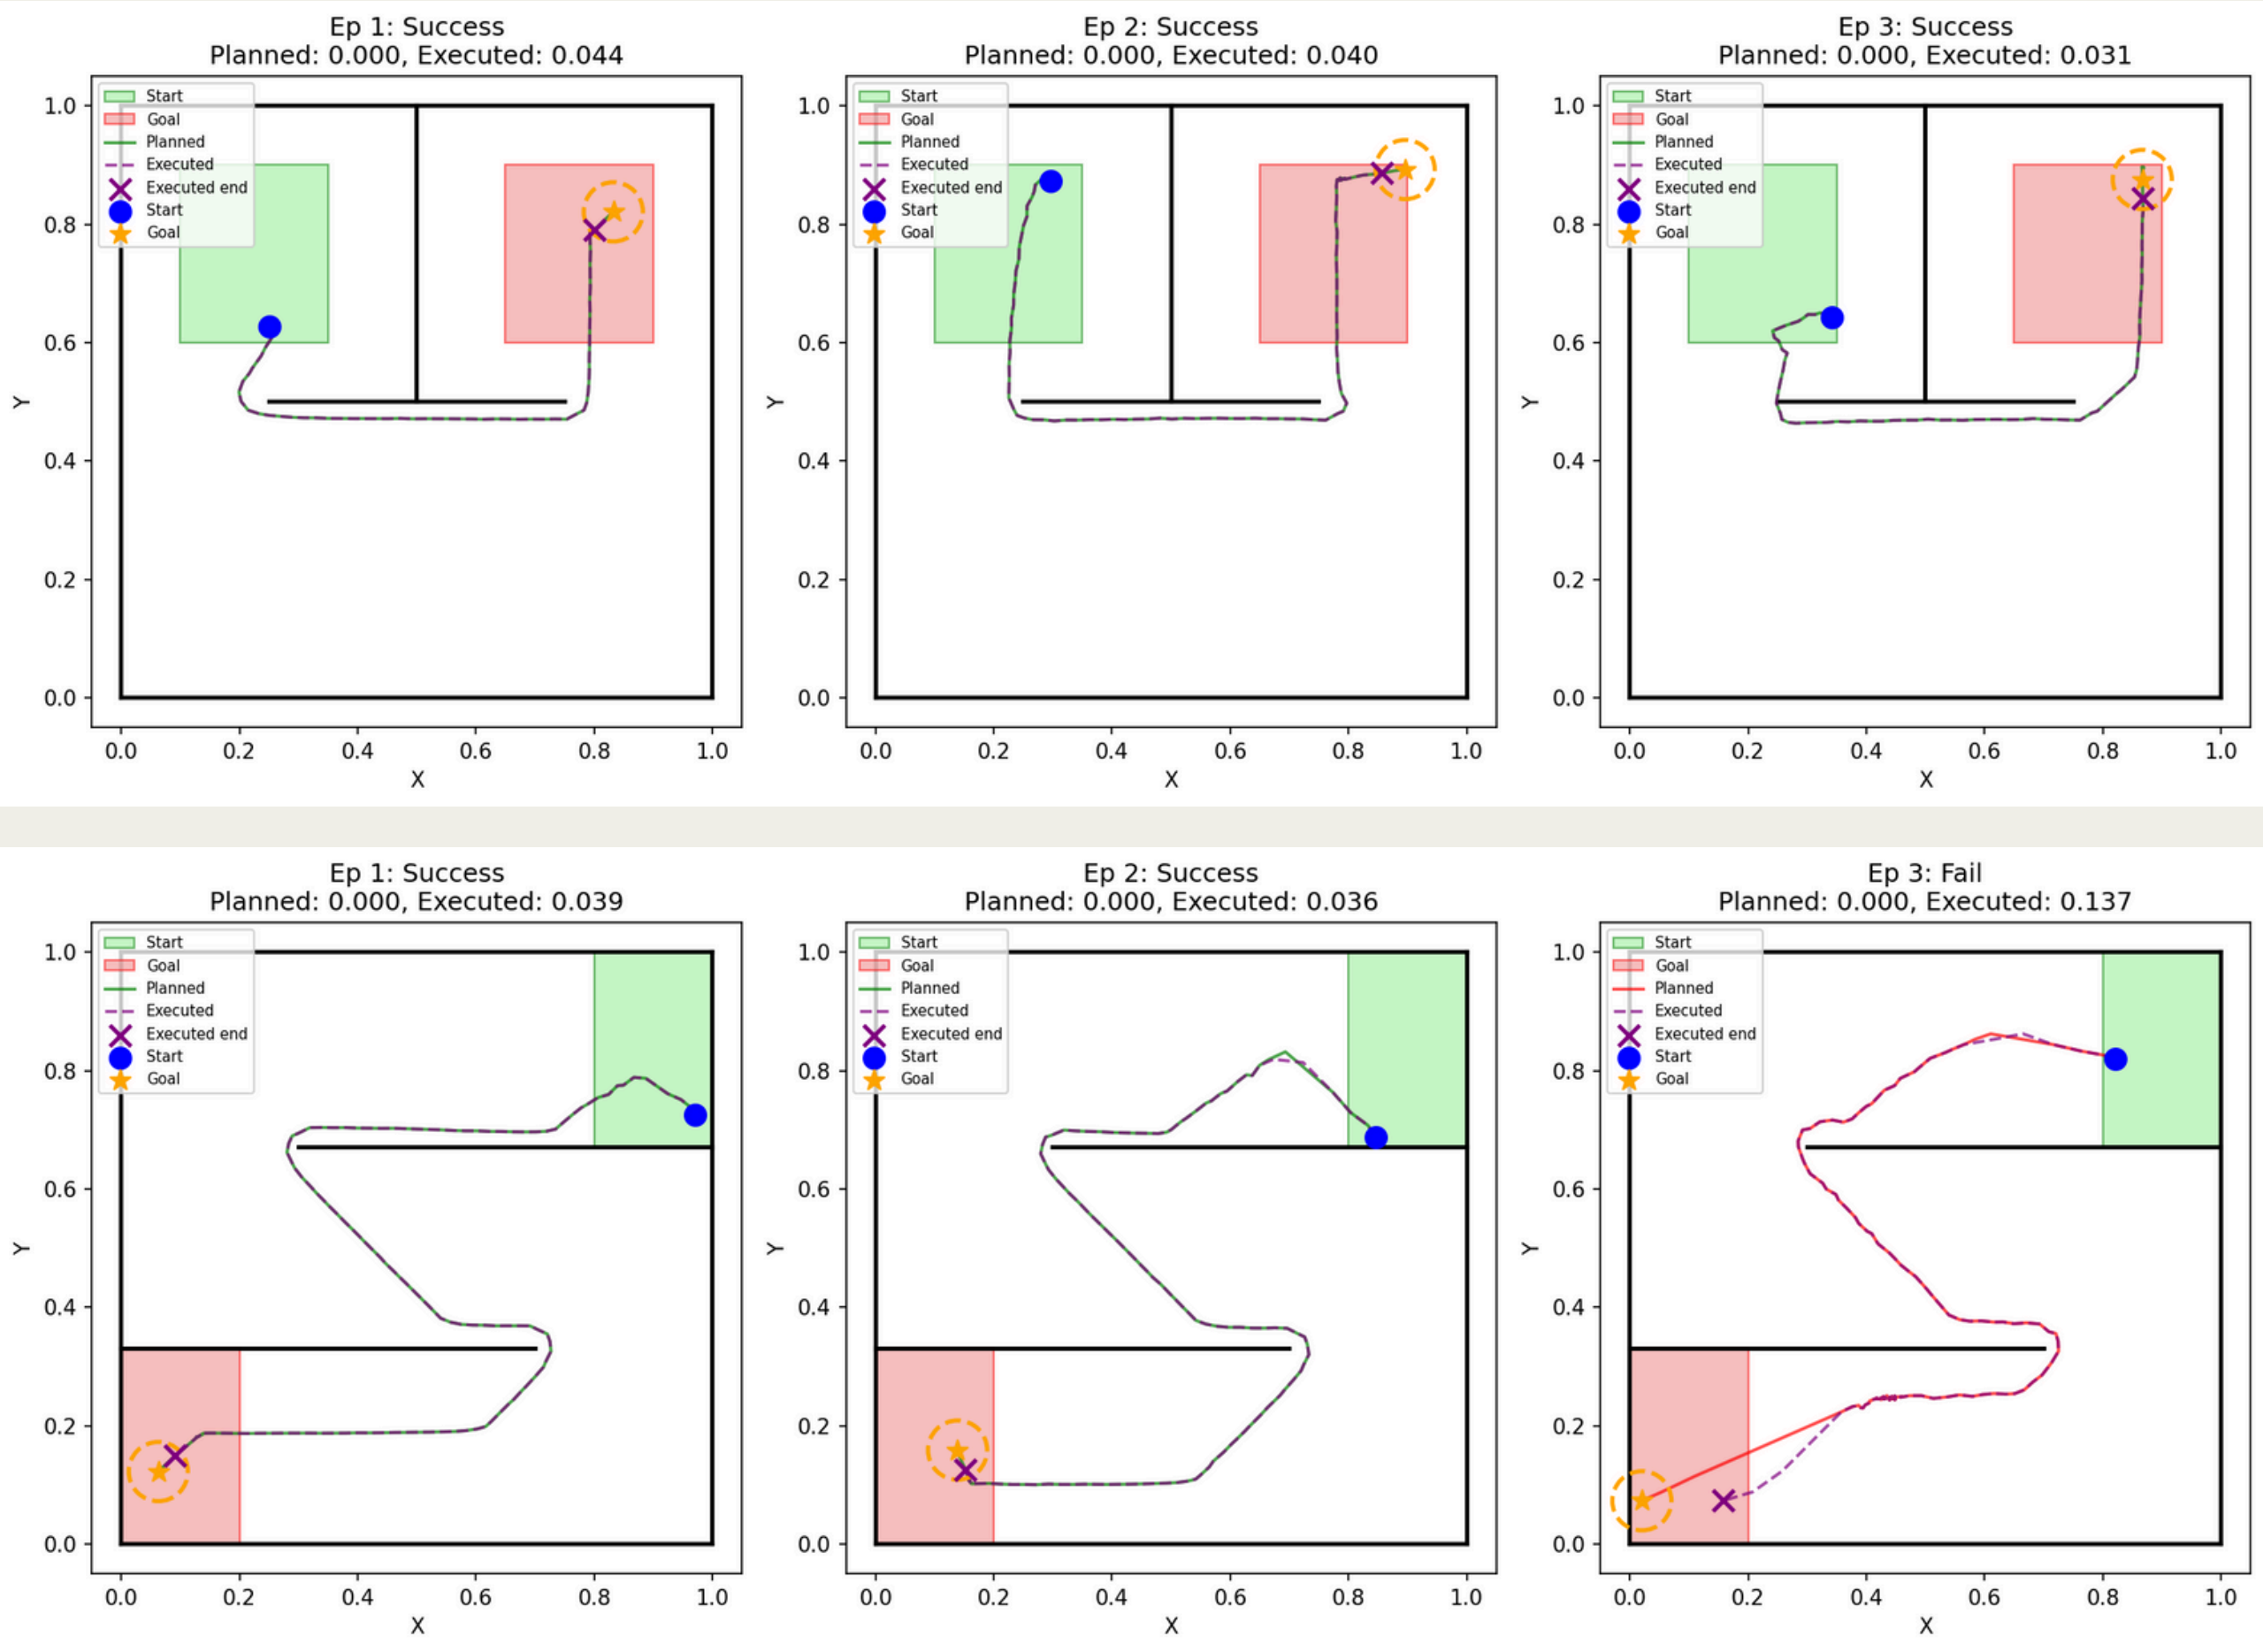 Ep 1: Success
Planned: 0.000, Executed: 0.044
Start
Goal
Planned
Executed
Executed end
Start
Goal
1.0
0.8
0.6
0.4
0.2
0.0
Y
0.0 0.2 0.4 0.6 0.8 1.0
X
Ep 2: Success
Planned: 0.000, Executed: 0.040
Start
Goal
Planned
Executed
Executed end
Start
Goal
1.0
0.8
0.6
0.4
0.2
0.0
Y
0.0 0.2 0.4 0.6 0.8 1.0
X
Ep 3: Success
Planned: 0.000, Executed: 0.031
Start
Goal
Planned
Executed
Executed end
Start
Goal
1.0
0.8
0.6
0.4
0.2
0.0
Y
0.0 0.2 0.4 0.6 0.8 1.0
X
Ep 1: Success
Planned: 0.000, Executed: 0.039
Start
Goal
Planned
Executed
Executed end
Start
Goal
1.0
0.8
0.6
0.4
0.2
0.0
Y
0.0 0.2 0.4 0.6 0.8 1.0
X
Ep 2: Success
Planned: 0.000, Executed: 0.036
Start
Goal
Planned
Executed
Executed end
Start
Goal
1.0
0.8
0.6
0.4
0.2
0.0
Y
0.0 0.2 0.4 0.6 0.8 1.0
X
Ep 3: Fail
Planned: 0.000, Executed: 0.137
Start
Goal
Planned
Executed
Executed end
Start
Goal
1.0
0.8
0.6
0.4
0.2
0.0
Y
0.0 0.2 0.4 0.6 0.8 1.0
X